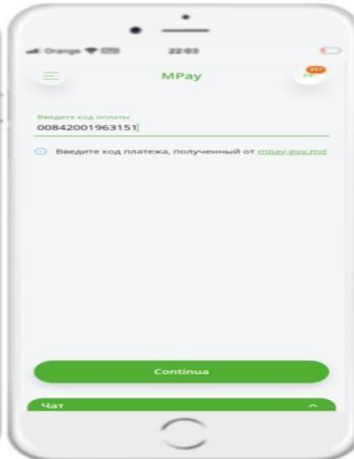 Orange 22:03
MPay
Введите код оплаты
00842001963151
Введите код платежа, полученный от mpay.gov.md
Continua
Чат